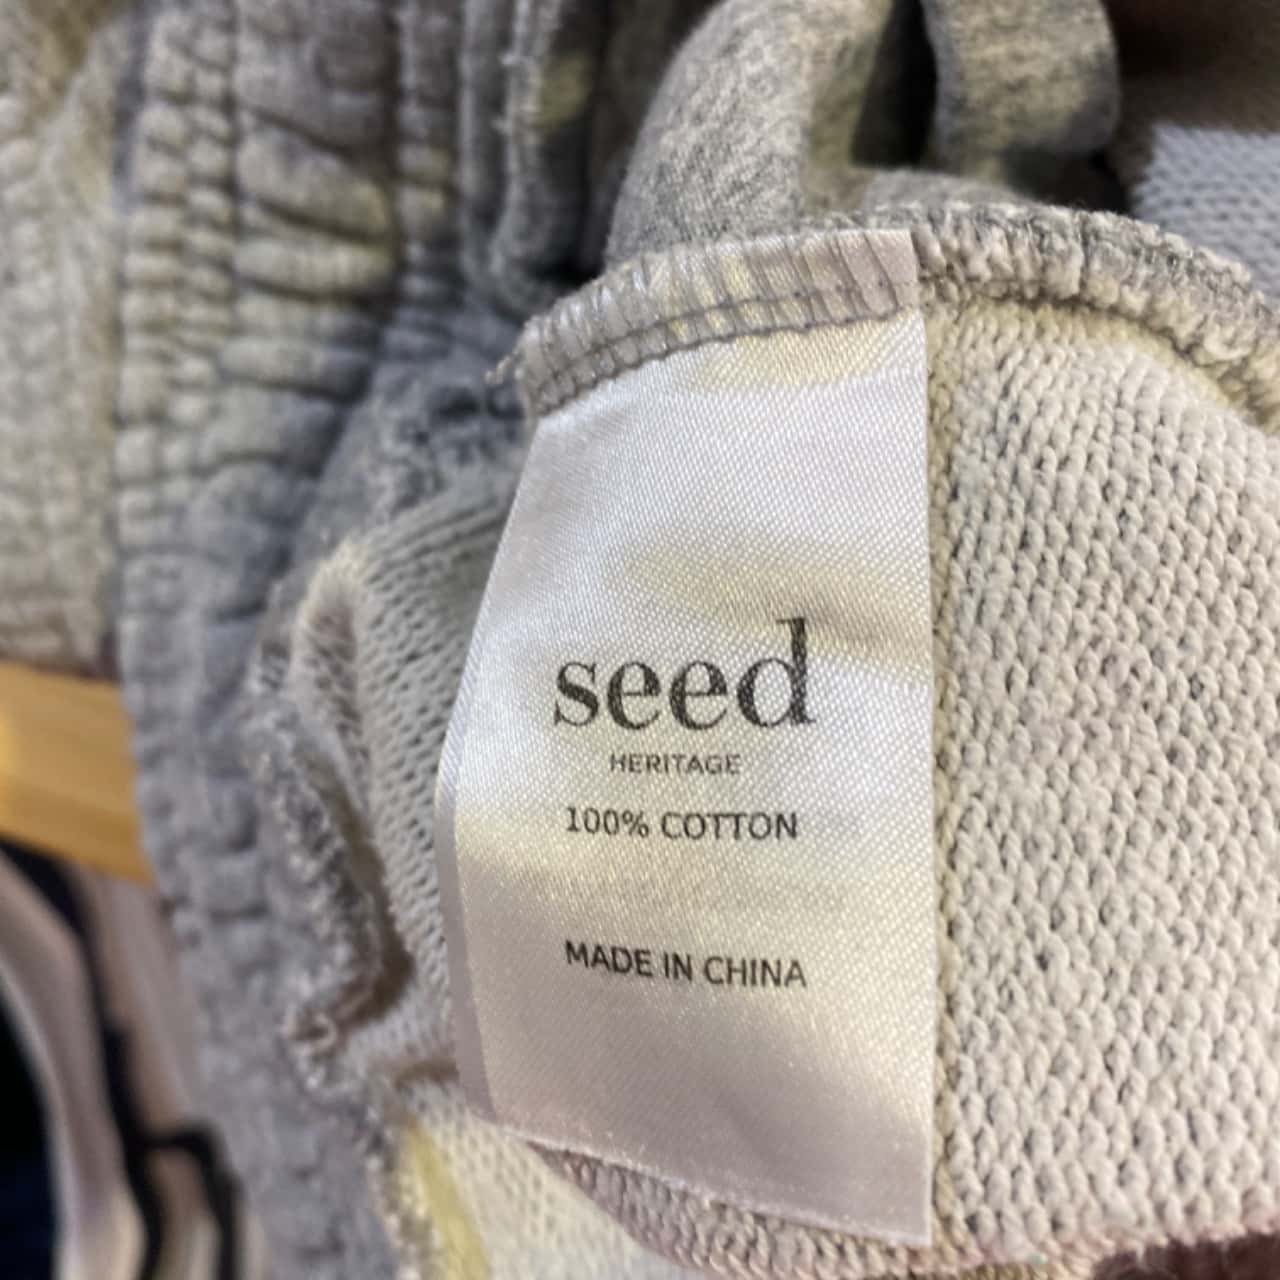 seed
HERITAGE
100% COTTON
MADE IN CHINA